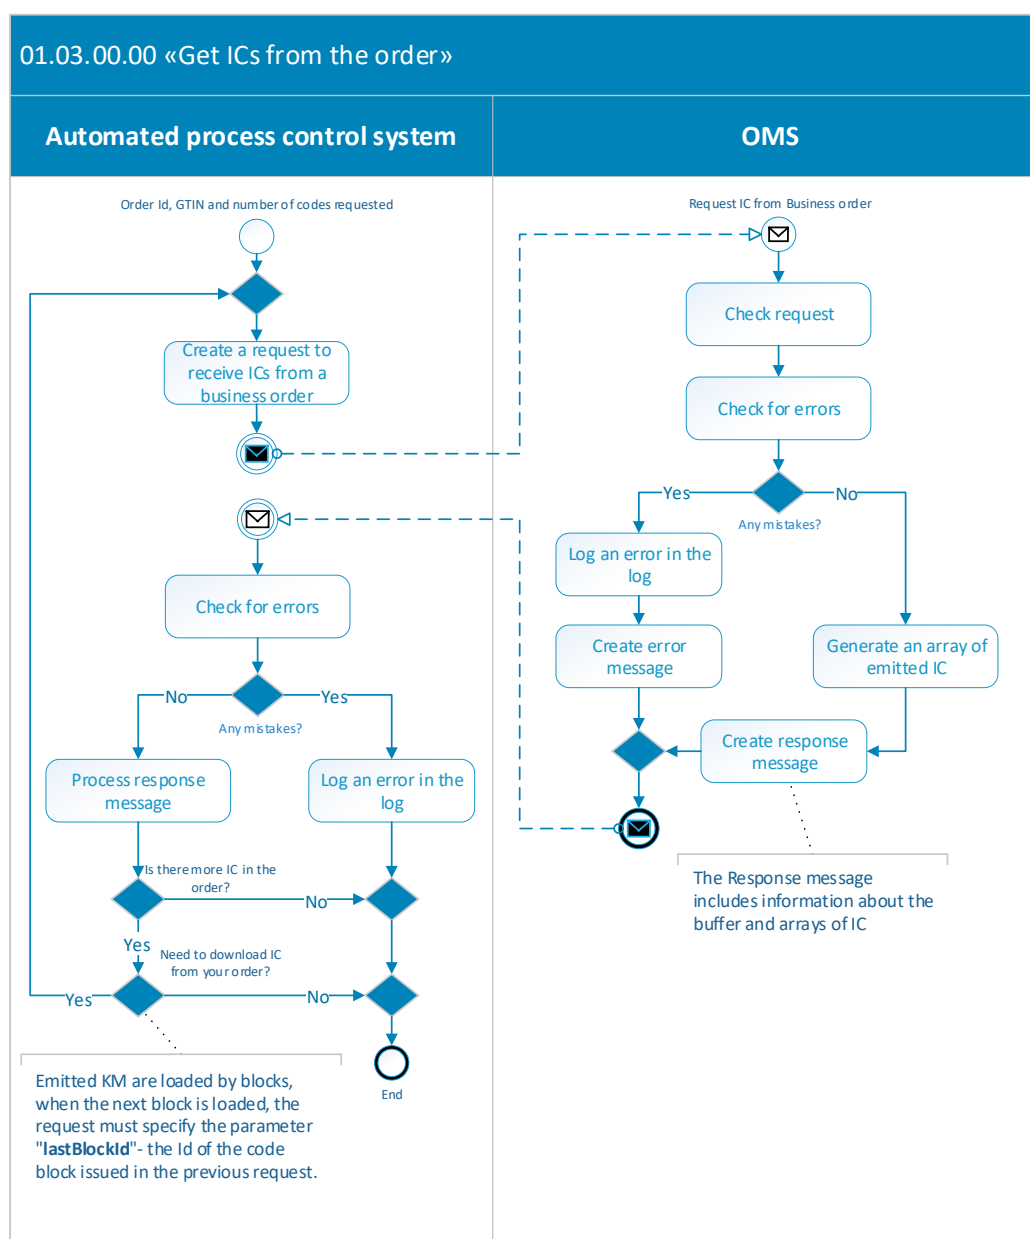 01.03.00.00 «Get ICs from the order»
Automated process control system
OMS
Order Id, GTIN and number of codes requested
Create a request to
receive ICs from a
business order
Check for errors
No
Yes
Any mistakes?
Process response
message
Log an error in the
log
Is there more IC in the
order?
No
Yes
Need to download IC
from your order?
Yes
No
End
Emitted KM are loaded by blocks,
when the next block is loaded, the
request must specify the parameter
"lastBlockId"- the Id of the code
block issued in the previous request.
Request IC from Business order
Check request
Check for errors
Yes
No
Any mistakes?
Log an error in the
log
Create error
message
Generate an array of
emitted IC
Create response
message
The Response message
includes information about the
buffer and arrays of IC